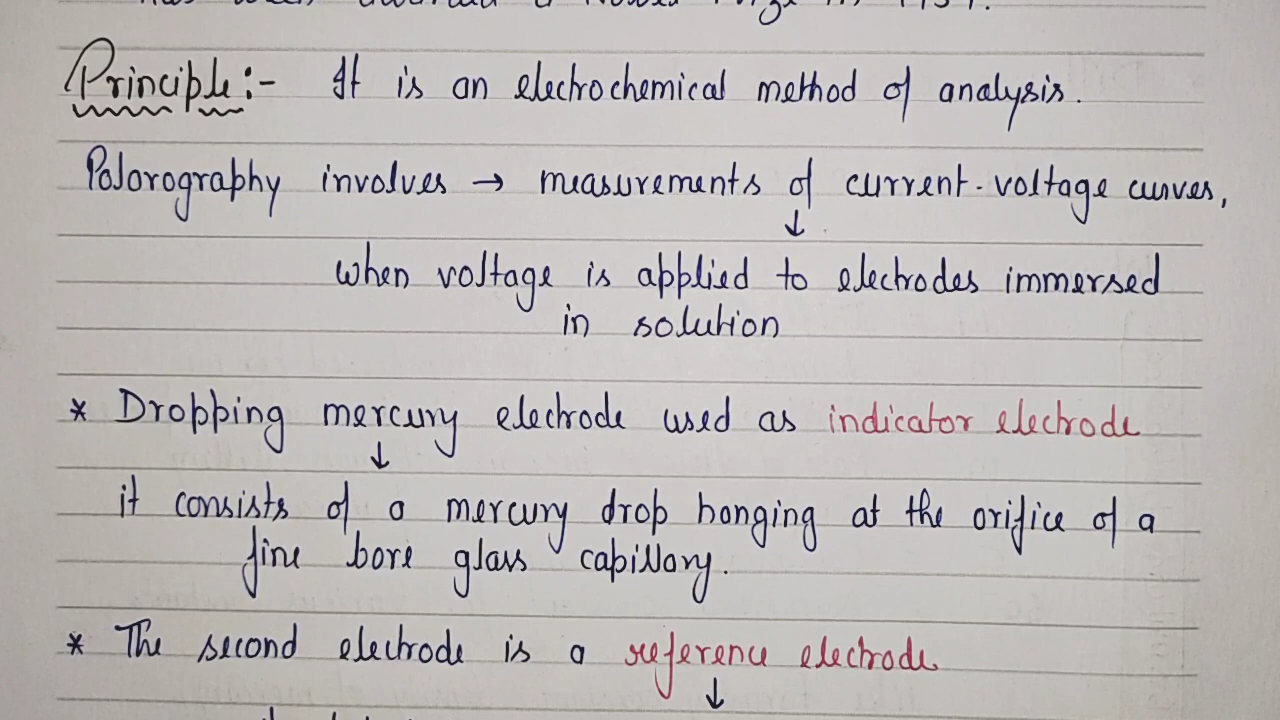 Principle:- It is an electrochemical method of analysis.
Polarography involves → measurements of current-voltage curves,
↓
when voltage is applied to electrodes immersed
in solution
* Dropping mercury electrode used as indicator electrode
↓
it consists of a mercury drop hanging at the orifice of a
fine bore glass capillary.
* The second electrode is a reference electrode
↓